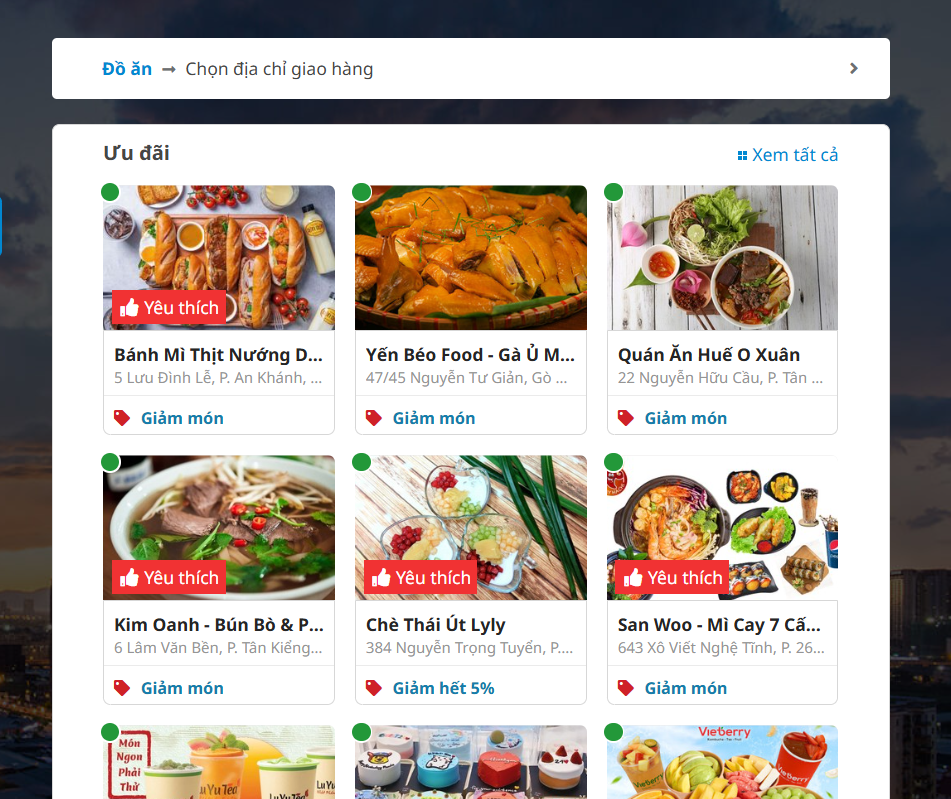 Đồ ăn → Chọn địa chỉ giao hàng
Ưu đãi
Xem tất cả
Yêu thích
Bánh Mì Thịt Nướng D...
5 Lưu Đình Lễ, P. An Khánh, ...
Giảm món
Yến Béo Food - Gà Ủ M...
47/45 Nguyễn Tư Giản, Gò ...
Giảm món
Quán Ăn Huế O Xuân
22 Nguyễn Hữu Cầu, P. Tân ...
Giảm món
Yêu thích
Kim Oanh - Bún Bò & P...
6 Lâm Văn Bền, P. Tân Kiểng...
Giảm món
Yêu thích
Chè Thái Út Lyly
384 Nguyễn Trọng Tuyển, P....
Giảm hết 5%
Yêu thích
San Woo - Mì Cay 7 Cấ...
643 Xô Viết Nghệ Tĩnh, P. 26...
Giảm món
Món
Ngon
Phải
Thử
LuYuTea
LuYuTea
Vieberry